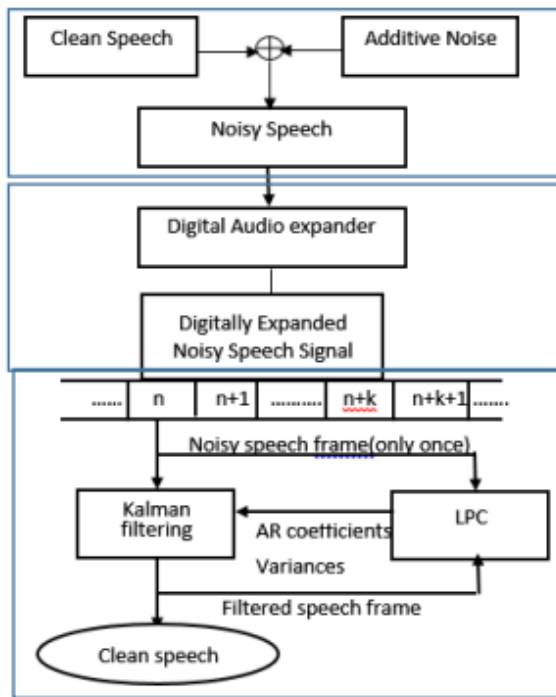 Clean Speech
Additive Noise
Noisy Speech
Digital Audio expander
Digitally Expanded
Noisy Speech Signal
...... n n+1 .......... n+k n+k+1 .......
Noisy speech frame(only once)
Kalman
filtering
LPC
AR coefficients
Variances
Filtered speech frame
Clean speech